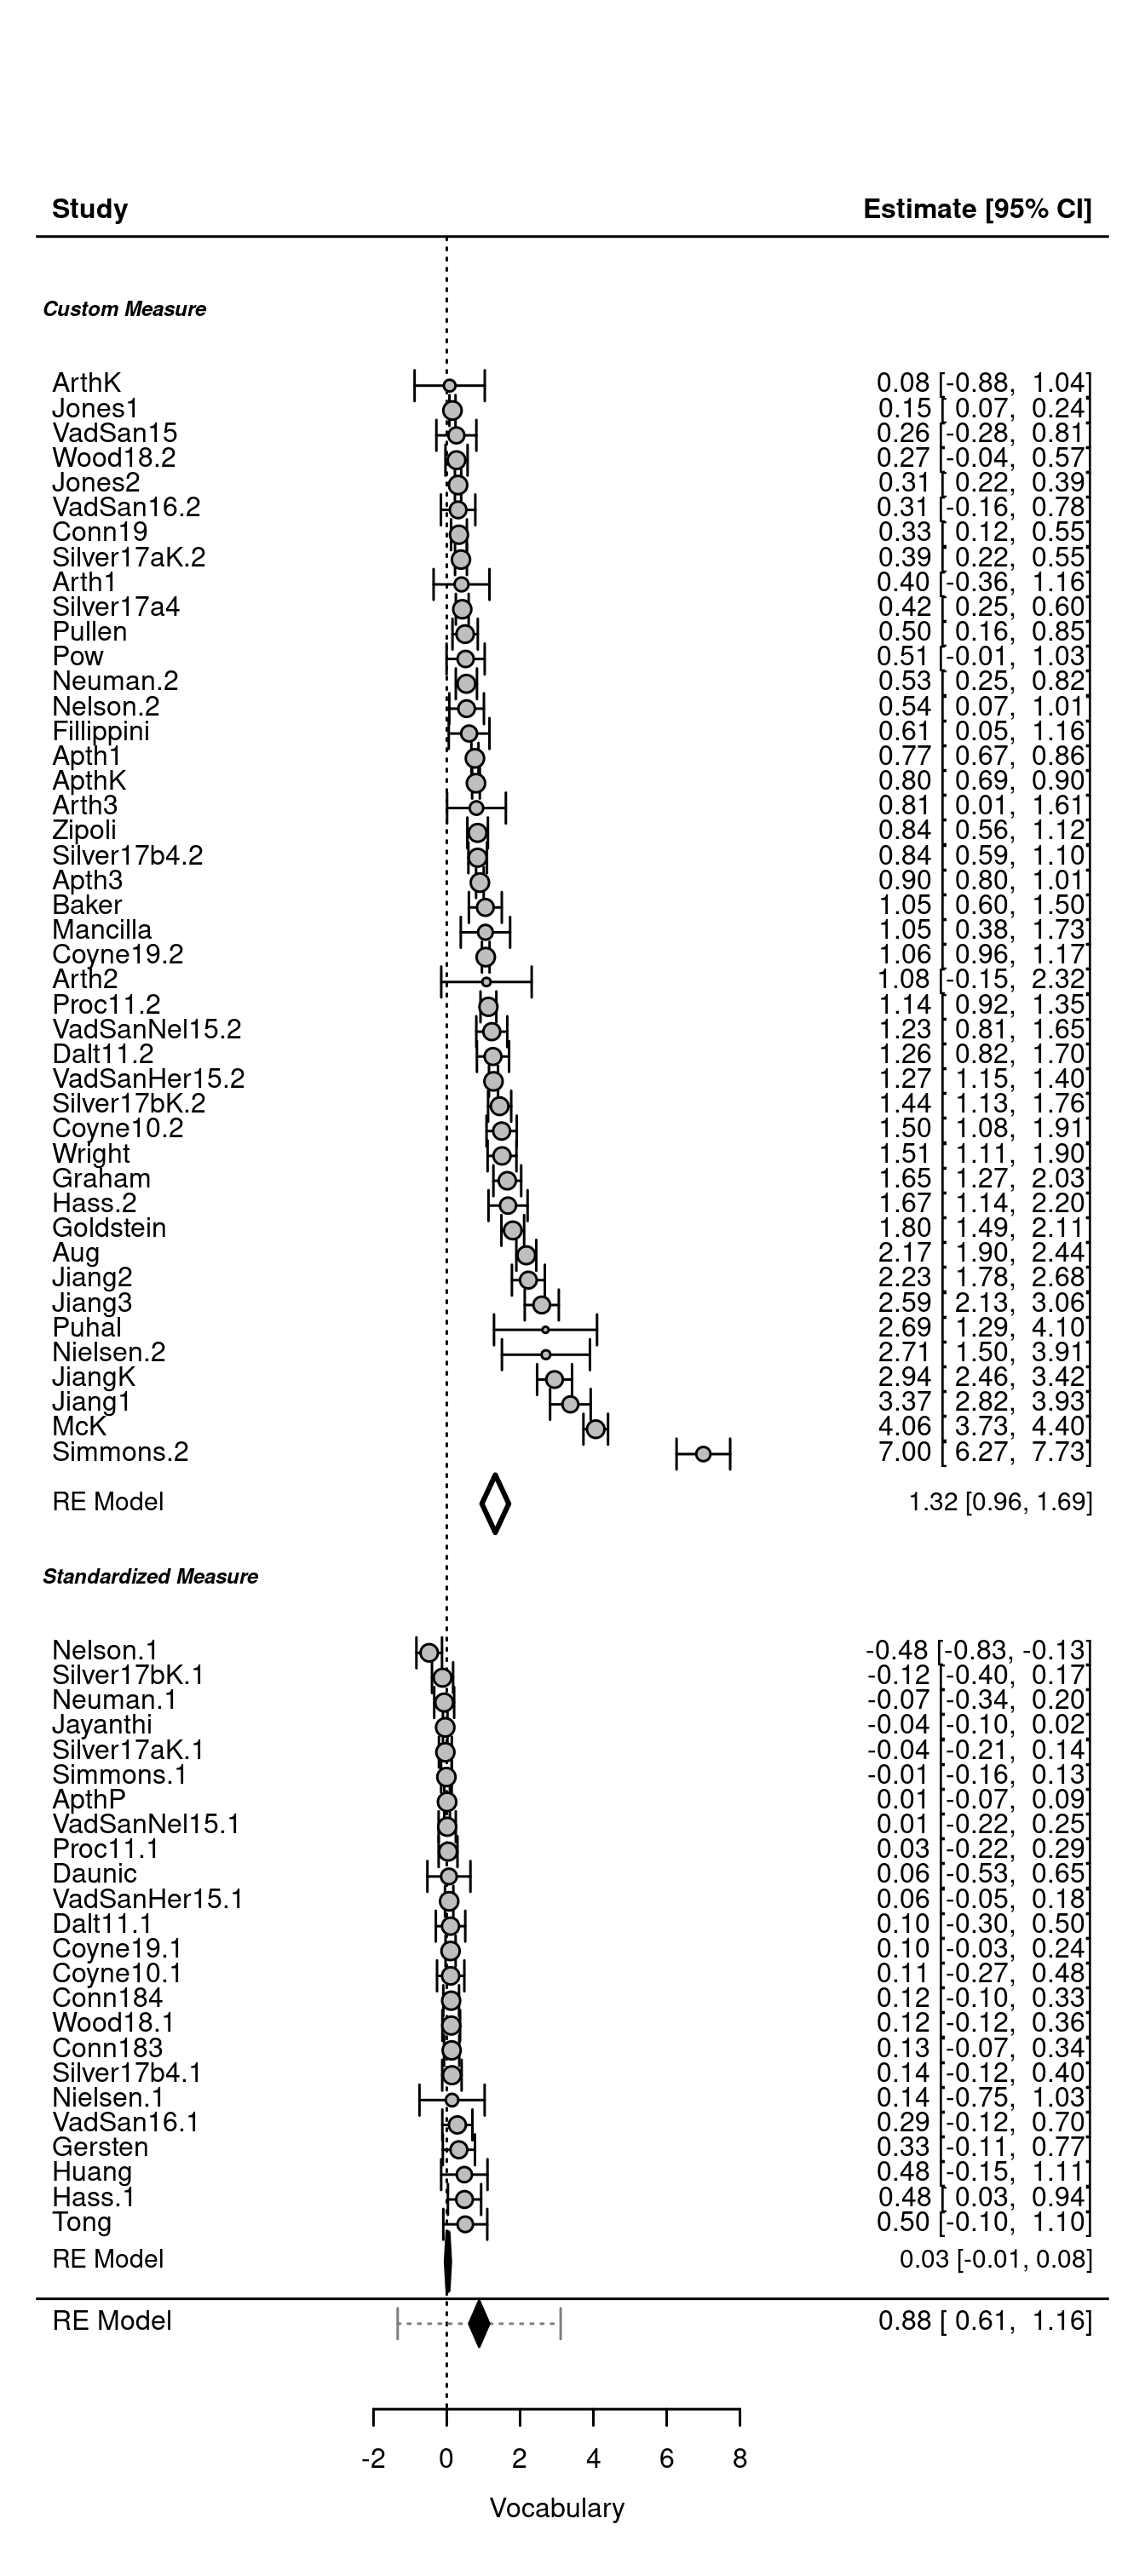 Study Estimate [95% CI]
Custom Measure
ArthK 0.08 [-0.88, 1.04]
Jones1 0.15 [ 0.07, 0.24]
VadSan15 0.26 [-0.28, 0.81]
Wood18.2 0.27 [-0.04, 0.57]
Jones2 0.31 [ 0.22, 0.39]
VadSan16.2 0.31 [-0.16, 0.78]
Conn19 0.33 [ 0.12, 0.55]
Silver17aK.2 0.39 [ 0.22, 0.55]
Arth1 0.40 [-0.36, 1.16]
Silver17a4 0.42 [ 0.25, 0.60]
Pullen 0.50 [ 0.16, 0.85]
Pow 0.51 [-0.01, 1.03]
Neuman.2 0.53 [ 0.25, 0.82]
Nelson.2 0.54 [ 0.07, 1.01]
Fillippini 0.61 [ 0.05, 1.16]
Apth1 0.77 [ 0.67, 0.86]
ApthK 0.80 [ 0.69, 0.90]
Arth3 0.81 [ 0.01, 1.61]
Zipoli 0.84 [ 0.56, 1.12]
Silver17b4.2 0.84 [ 0.59, 1.10]
Apth3 0.90 [ 0.80, 1.01]
Baker 1.05 [ 0.60, 1.50]
Mancilla 1.05 [ 0.38, 1.73]
Coyne19.2 1.06 [ 0.96, 1.17]
Arth2 1.08 [-0.15, 2.32]
Proc11.2 1.14 [ 0.92, 1.35]
VadSanNel15.2 1.23 [ 0.81, 1.65]
Dalt11.2 1.26 [ 0.82, 1.70]
VadSanHer15.2 1.27 [ 1.15, 1.40]
Silver17bK.2 1.44 [ 1.13, 1.76]
Coyne10.2 1.50 [ 1.08, 1.91]
Wright 1.51 [ 1.11, 1.90]
Graham 1.65 [ 1.27, 2.03]
Hass.2 1.67 [ 1.14, 2.20]
Goldstein 1.80 [ 1.49, 2.11]
Aug 2.17 [ 1.90, 2.44]
Jiang2 2.23 [ 1.78, 2.68]
Jiang3 2.59 [ 2.13, 3.06]
Puhal 2.69 [ 1.29, 4.10]
Nielsen.2 2.71 [ 1.50, 3.91]
JiangK 2.94 [ 2.46, 3.42]
Jiang1 3.37 [ 2.82, 3.93]
McK 4.06 [ 3.73, 4.40]
Simmons.2 7.00 [ 6.27, 7.73]
RE Model 1.32 [0.96, 1.69]
Standardized Measure
Nelson.1 -0.48 [-0.83, -0.13]
Silver17bK.1 -0.12 [-0.40, 0.17]
Neuman.1 -0.07 [-0.34, 0.20]
Jayanthi -0.04 [-0.10, 0.02]
Silver17aK.1 -0.04 [-0.21, 0.14]
Simmons.1 -0.01 [-0.16, 0.13]
ApthP 0.01 [-0.07, 0.09]
VadSanNel15.1 0.01 [-0.22, 0.25]
Proc11.1 0.03 [-0.22, 0.29]
Daunic 0.06 [-0.53, 0.65]
VadSanHer15.1 0.06 [-0.05, 0.18]
Dalt11.1 0.10 [-0.30, 0.50]
Coyne19.1 0.10 [-0.03, 0.24]
Coyne10.1 0.11 [-0.27, 0.48]
Conn184 0.12 [-0.10, 0.33]
Wood18.1 0.12 [-0.12, 0.36]
Conn183 0.13 [-0.07, 0.34]
Silver17b4.1 0.14 [-0.12, 0.40]
Nielsen.1 0.14 [-0.75, 1.03]
VadSan16.1 0.29 [-0.12, 0.70]
Gersten 0.33 [-0.11, 0.77]
Huang 0.48 [-0.15, 1.11]
Hass.1 0.48 [ 0.03, 0.94]
Tong 0.50 [-0.10, 1.10]
RE Model 0.03 [-0.01, 0.08]
RE Model 0.88 [ 0.61, 1.16]
-2 0 2 4 6 8
Vocabulary